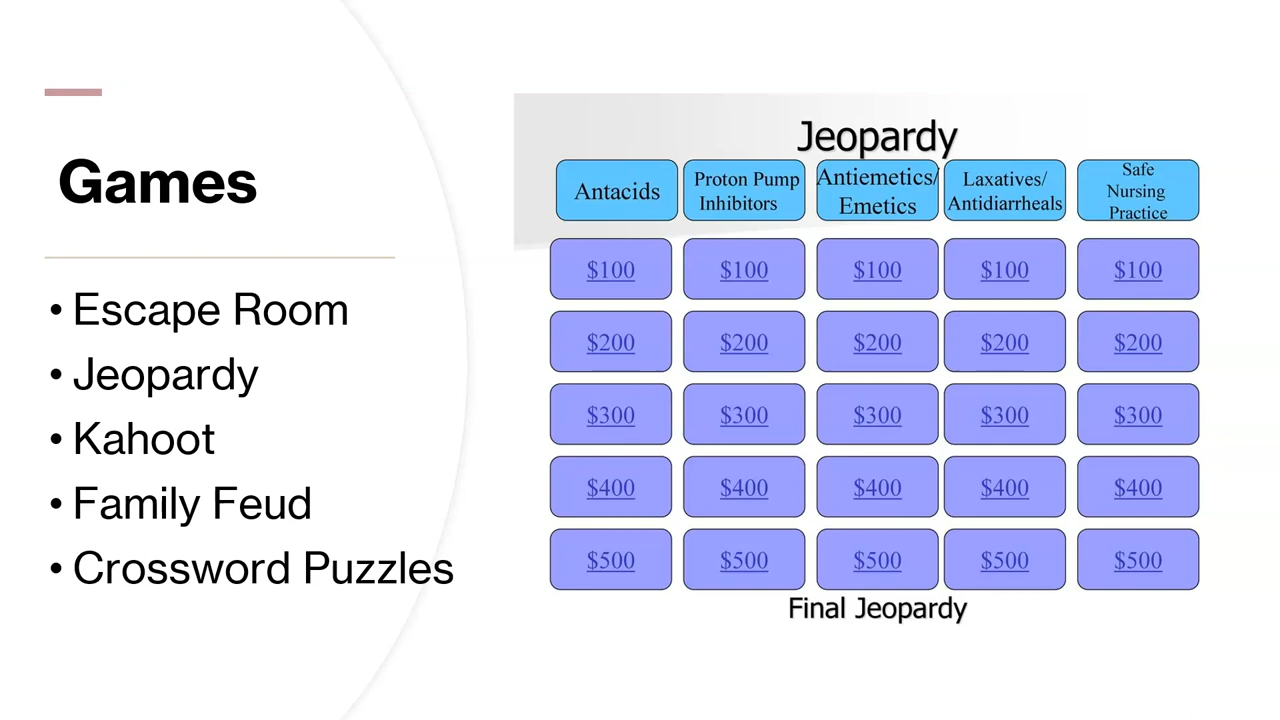 Games
• Escape Room
• Jeopardy
• Kahoot
• Family Feud
• Crossword Puzzles
Jeopardy
Antacids
Proton Pump
Inhibitors
Antiemetics/
Emetics
Laxatives/
Antidiarrheals
Safe
Nursing
Practice
$100 $100 $100 $100 $100
$200 $200 $200 $200 $200
$300 $300 $300 $300 $300
$400 $400 $400 $400 $400
$500 $500 $500 $500 $500
Final Jeopardy